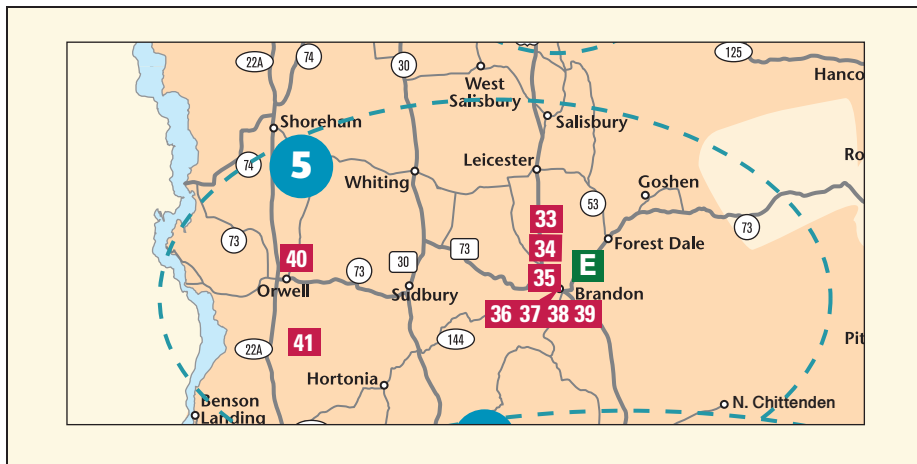 22A
74
30
125
Hanco
West
Salisbury
Shoreham
Salisbury
5
74
Leicester
Ro
Whiting
Goshen
53
33
73
73
73
34
Forest Dale
40
E
30
35
73
Orwell
Sudbury
Brandon
36 37 38 39
41
22A
144
Pit
Hortonia
Benson
Landing
N. Chittenden